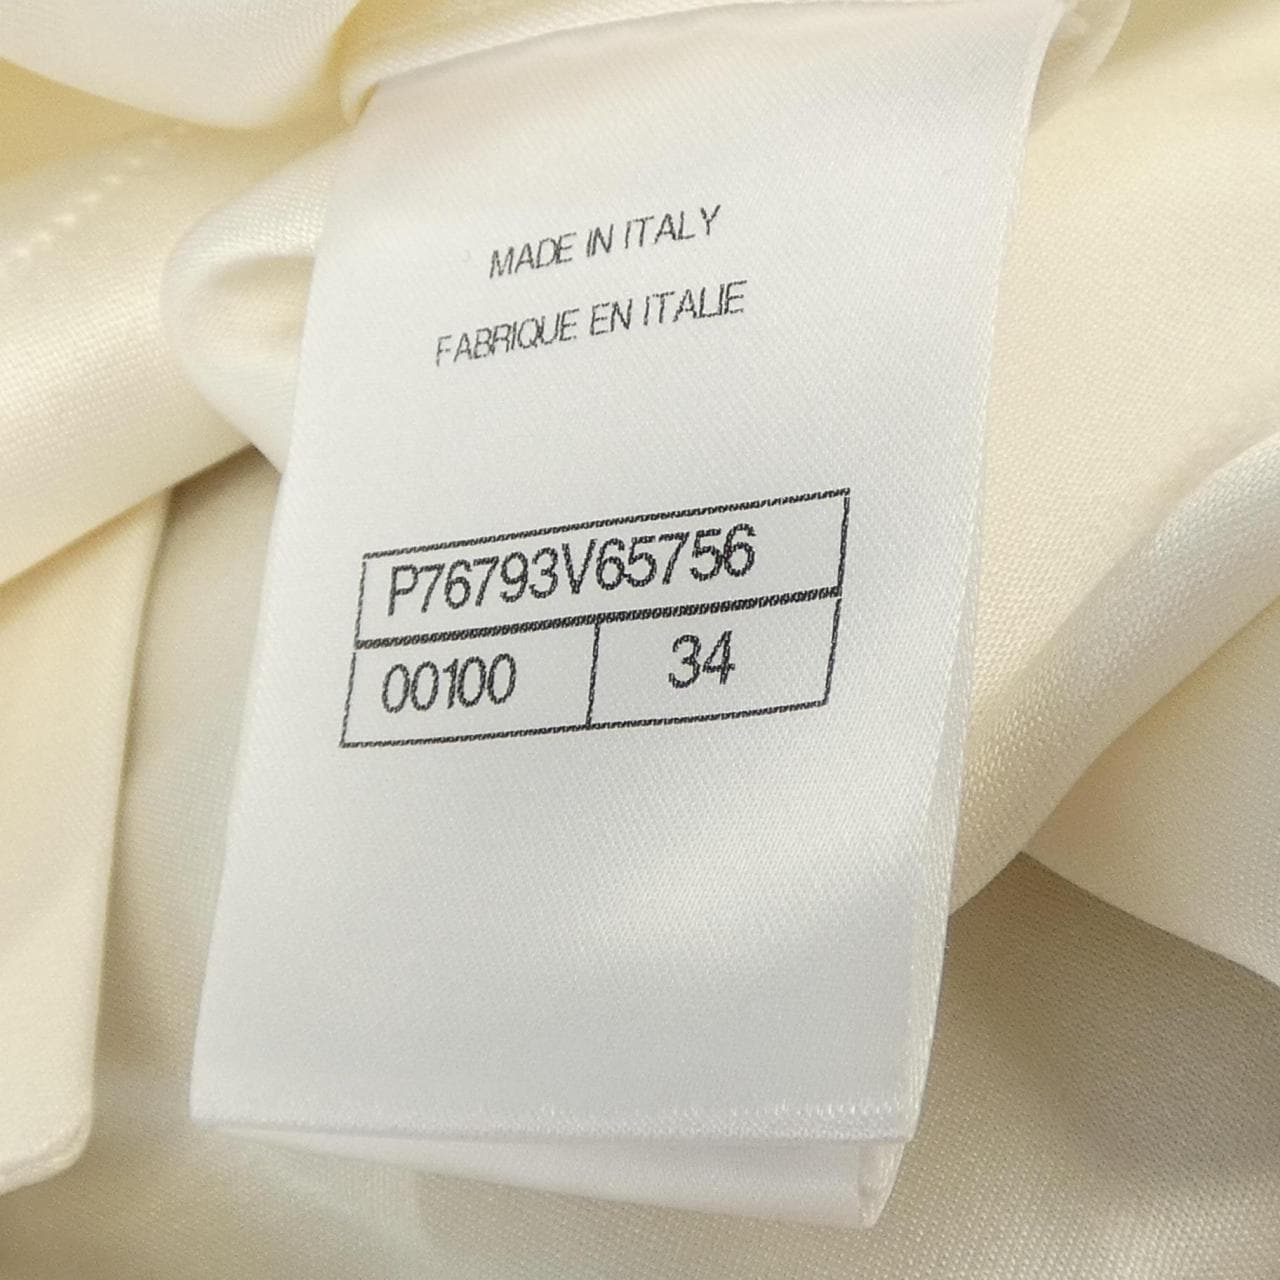 MADE IN ITALY
FABRIQUE EN ITALIE
P76793V65756
00100 34